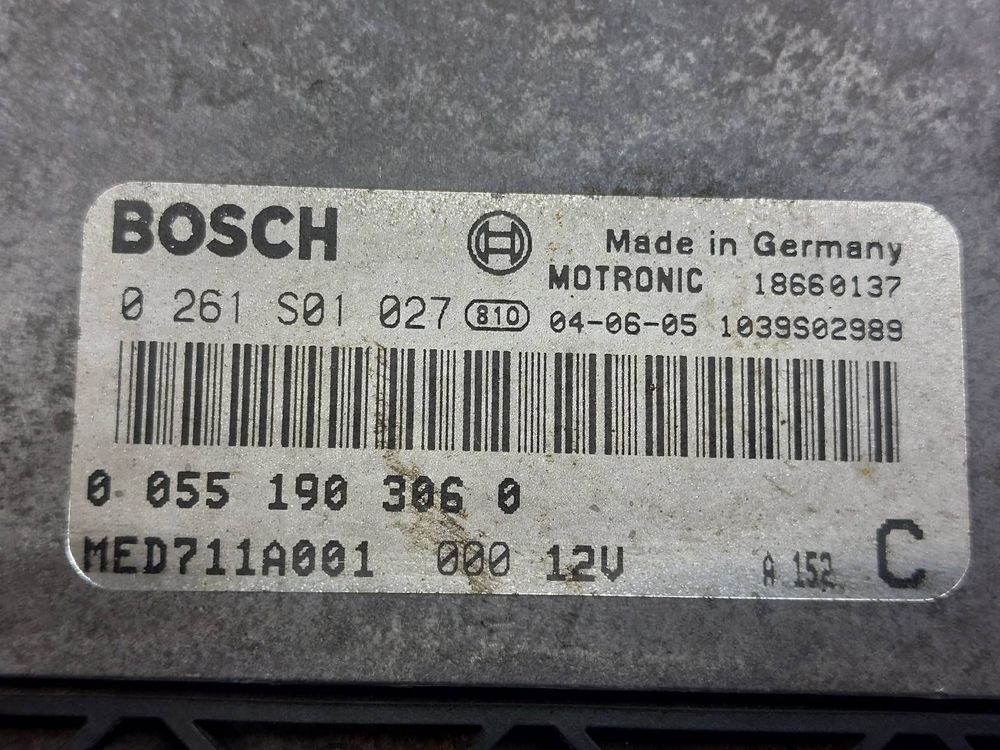 BOSCH Made in Germany
MOTRONIC 18660137
0 261 S01 027 810 04-06-05 1039S02989
0 055 190 306 0
MED711A001 000 12V A 152 C